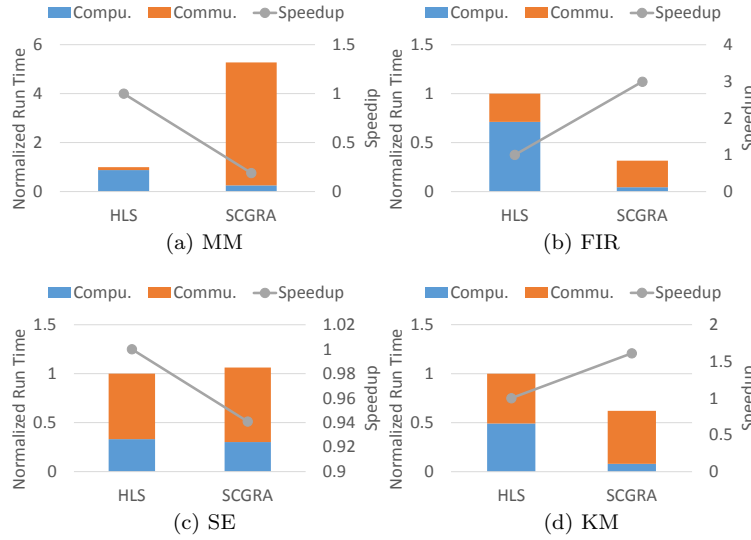 Compu. Commu. Speedup
Normalized Run Time
6
4
2
0
1.5
1
0.5
0
Speedip
HLS SCGRA
(a) MM
Compu. Commu. Speedup
Normalized Run Time
1.5
1
0.5
0
4
3
2
1
0
Speedup
HLS SCGRA
(b) FIR
Compu. Commu. Speedup
Normalized Run Time
1.5
1
0.5
0
1.02
1
0.98
0.96
0.94
0.92
0.9
Speedup
HLS SCGRA
(c) SE
Compu. Commu. Speedup
Normalized Run Time
1.5
1
0.5
0
2
1.5
1
0.5
0
Speedup
HLS SCGRA
(d) KM